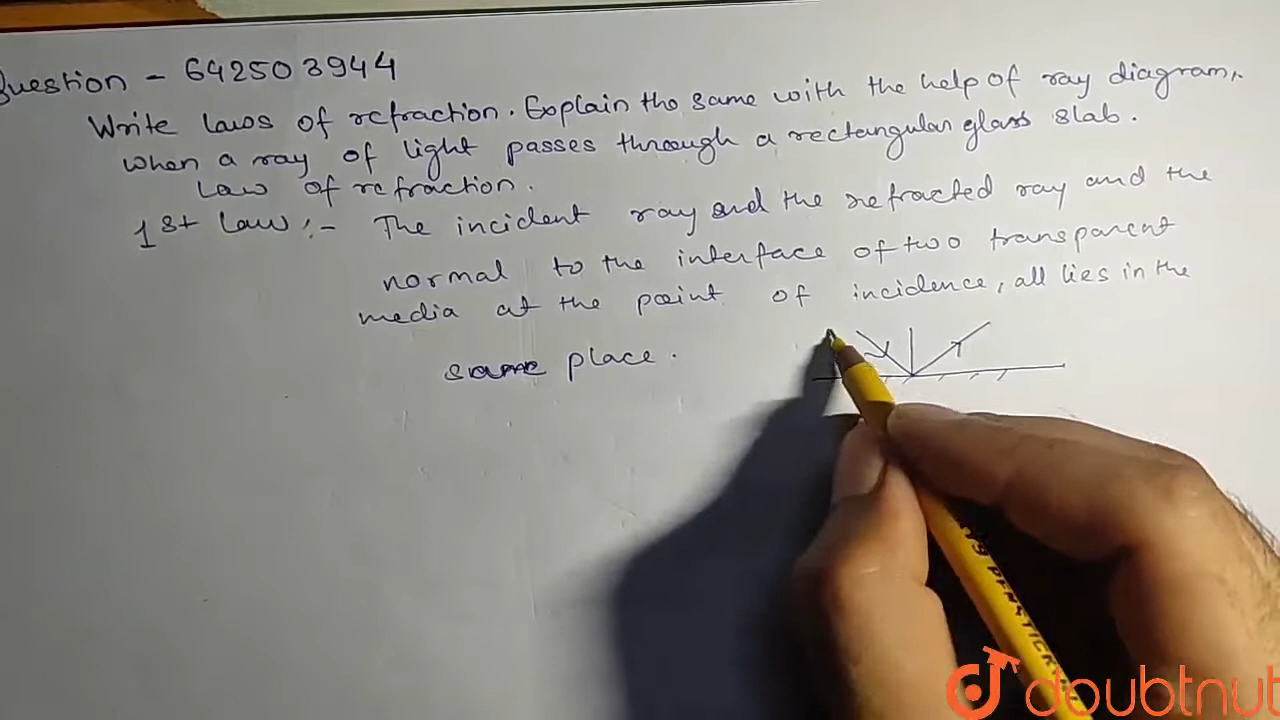 Question - 642503944
Write laws of refraction. Explain the same with the help of ray diagram,
when a ray of light passes through a rectangular glass slab.
Law of refraction.
1st Law :- The incident ray and the refracted ray and the
normal to the interface of two transparent
media at the point of incidence, all lies in the
same place.
doubtnut